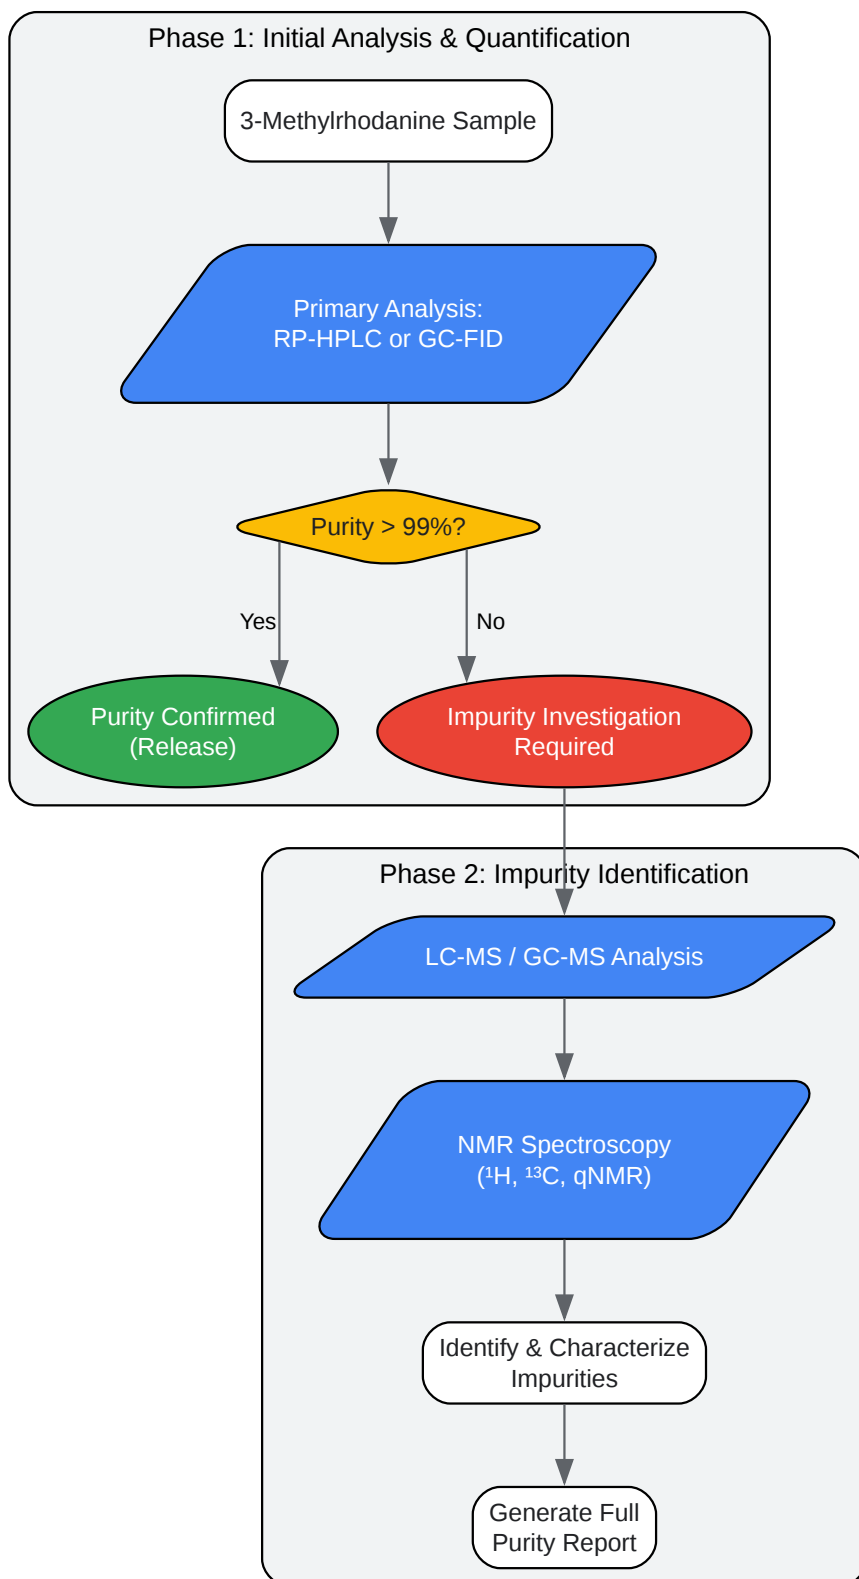 Phase 1: Initial Analysis & Quantification
3-Methylrhodanine Sample
Primary Analysis:
RP-HPLC or GC-FID
Purity > 99%?
Yes
No
Purity Confirmed
(Release)
Impurity Investigation
Required
Phase 2: Impurity Identification
LC-MS / GC-MS Analysis
NMR Spectroscopy
(¹H, ¹³C, qNMR)
Identify & Characterize
Impurities
Generate Full
Purity Report